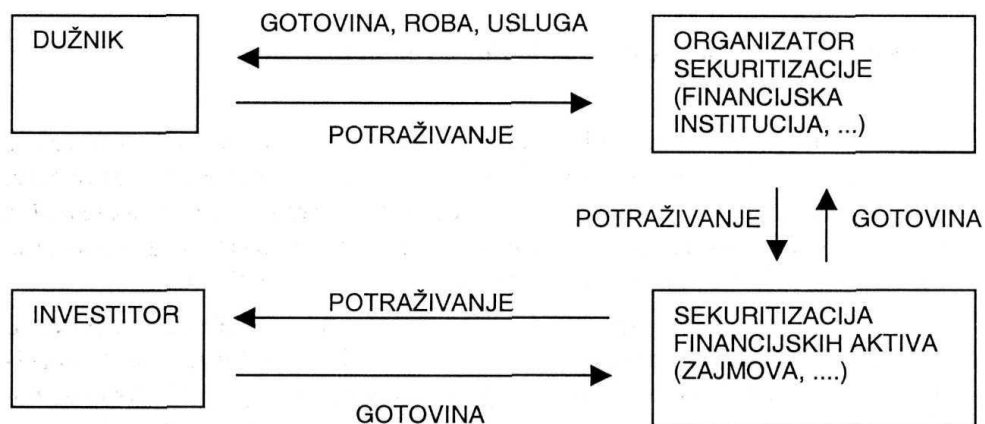 DUŽNIK
GOTOVINA, ROBA, USLUGA
POTRAŽIVANJE
ORGANIZATOR
SEKURITIZACIJE
(FINANCIJSKA
INSTITUCIJA, ...)
POTRAŽIVANJE
GOTOVINA
INVESTITOR
POTRAŽIVANJE
GOTOVINA
SEKURITIZACIJA
FINANCIJSKIH AKTIVA
(ZAJMOVA, ....)